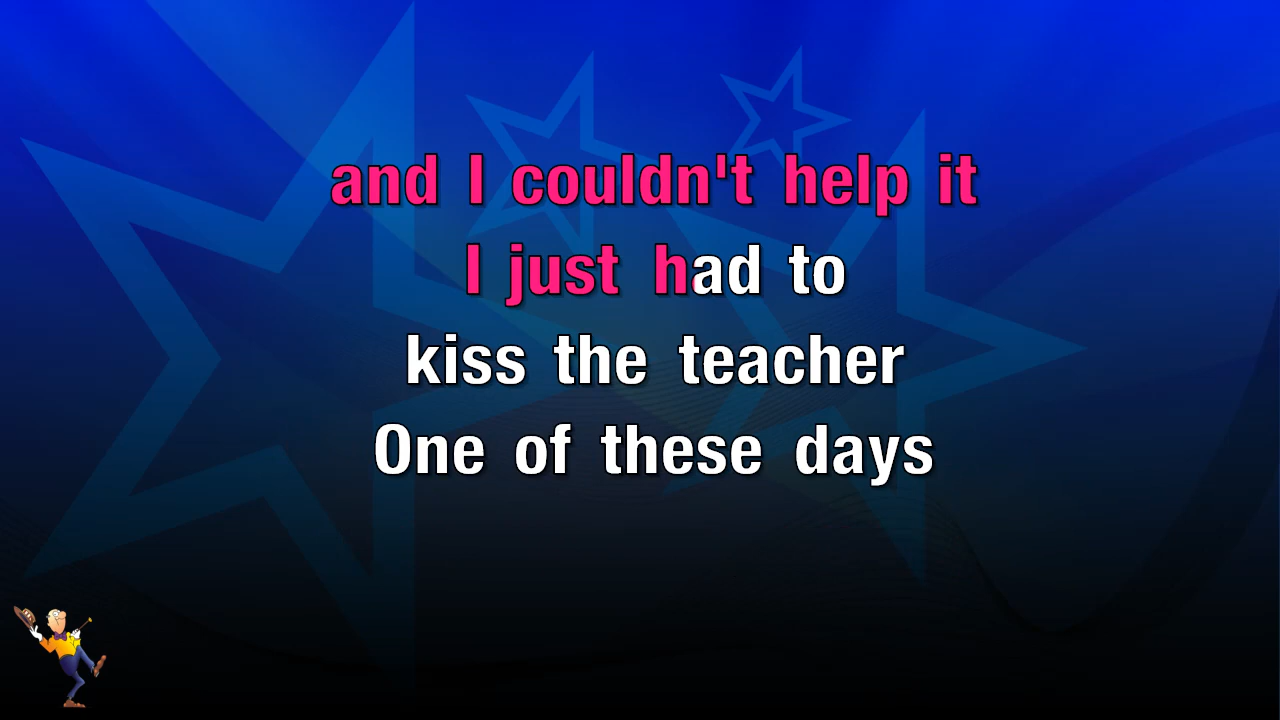 and I couldn't help it
I just had to
kiss the teacher
One of these days